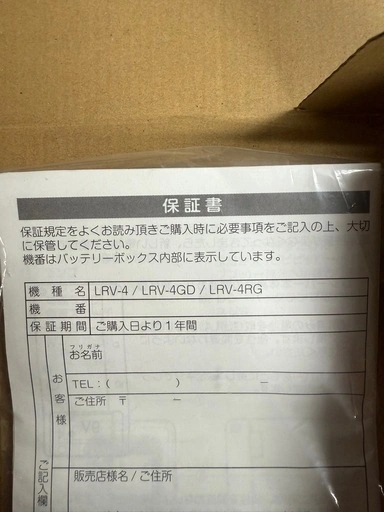 保証書
保証規定をよくお読み頂きご購入時に必要事項をご記入の上、大切
に保管してください。
機番はバッテリーボックス内部に表示しています。
機種名 LRV-4 / LRV-4GD / LRV-4RG
機番
保証期間 ご購入日より1年間
フリガナ
お名前
お客様
TEL:( ) －
ご住所 〒 －
ご記入欄
販売店様名/ご住所